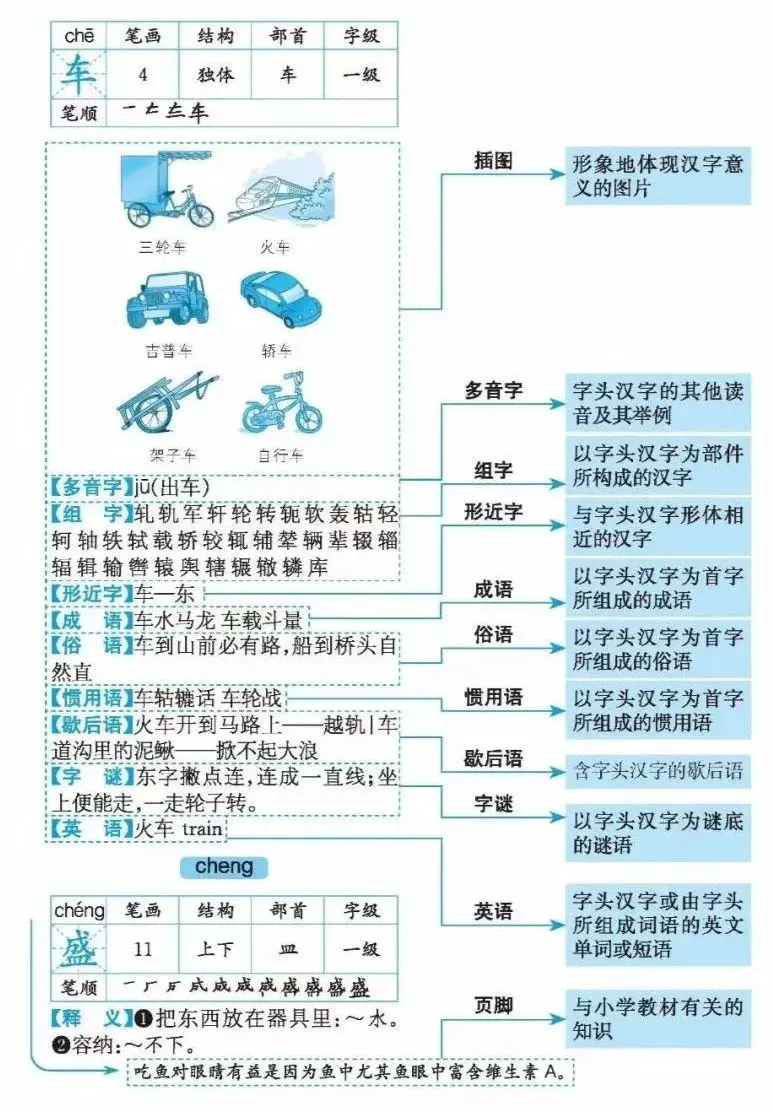 chē 笔画 结构 部首 字级
车 4 独体 车 一级
笔顺
三轮车 火车
吉普车 轿车
架子车 自行车
【多音字】jū(出车)
【组 字】轧轨军轩轮转轭软轰轱轻
轲轴轶轼载轿较辄辅辇辆辈辍辎
辐辑输辔辕舆辖辗辙辚库
【形近字】车—东
【成 语】车水马龙 车载斗量
【俗 语】车到山前必有路,船到桥头自
然直
【惯用语】车轱辘话 车轮战
【歇后语】火车开到马路上——越轨|车
道沟里的泥鳅——掀不起大浪
【字 谜】东字撇点连,连成一直线;坐
上便能走,一走轮子转。
【英 语】火车 train
cheng
chéng 笔画 结构 部首 字级
盛 11 上下 皿 一级
笔顺
【释 义】❶把东西放在器具里:～水。
❷容纳:～不下。
吃鱼对眼睛有益是因为鱼中尤其鱼眼中富含维生素 A。
插图
形象地体现汉字意
义的图片
多音字
字头汉字的其他读
音及其举例
组字
以字头汉字为部件
所构成的汉字
形近字
与字头汉字形体相
近的汉字
成语
以字头汉字为首字
所组成的成语
俗语
以字头汉字为首字
所组成的俗语
惯用语
以字头汉字为首字
所组成的惯用语
歇后语
含字头汉字的歇后语
字谜
以字头汉字为谜底
的谜语
英语
字头汉字或由字头
所组成词语的英文
单词或短语
页脚
与小学教材有关的
知识